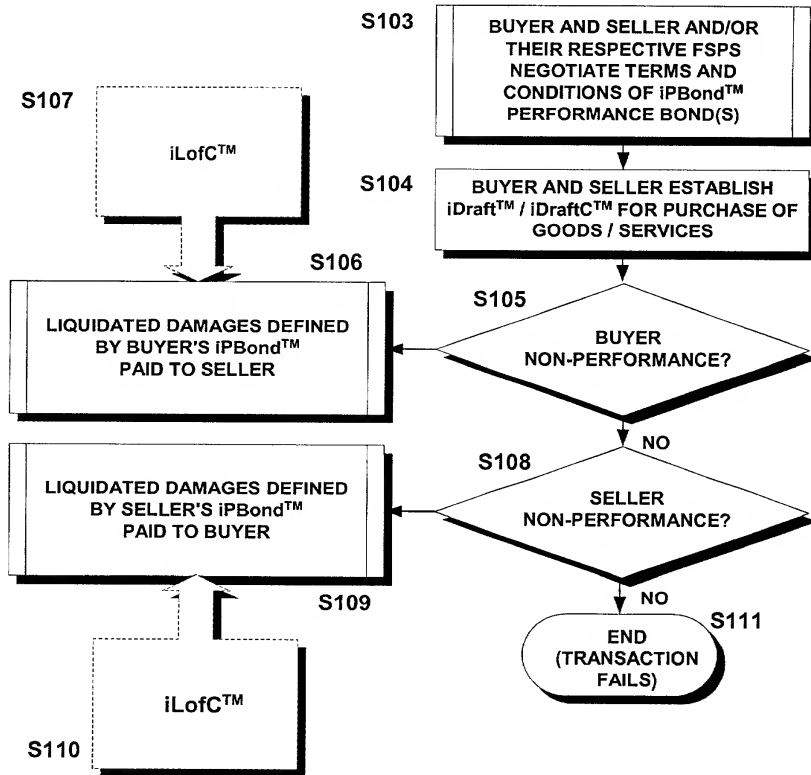 S103
BUYER AND SELLER AND/OR
THEIR RESPECTIVE FSPS
NEGOTIATE TERMS AND
CONDITIONS OF iPBond™
PERFORMANCE BOND(S)
S107
iLofC™
S104
BUYER AND SELLER ESTABLISH
iDraft™ / iDraftC™ FOR PURCHASE OF
GOODS / SERVICES
S106
LIQUIDATED DAMAGES DEFINED
BY BUYER'S iPBond™
PAID TO SELLER
S105
BUYER
NON-PERFORMANCE?
NO
S108
SELLER
NON-PERFORMANCE?
LIQUIDATED DAMAGES DEFINED
BY SELLER'S iPBond™
PAID TO BUYER
S109
NO
S111
END
(TRANSACTION
FAILS)
iLofC™
S110